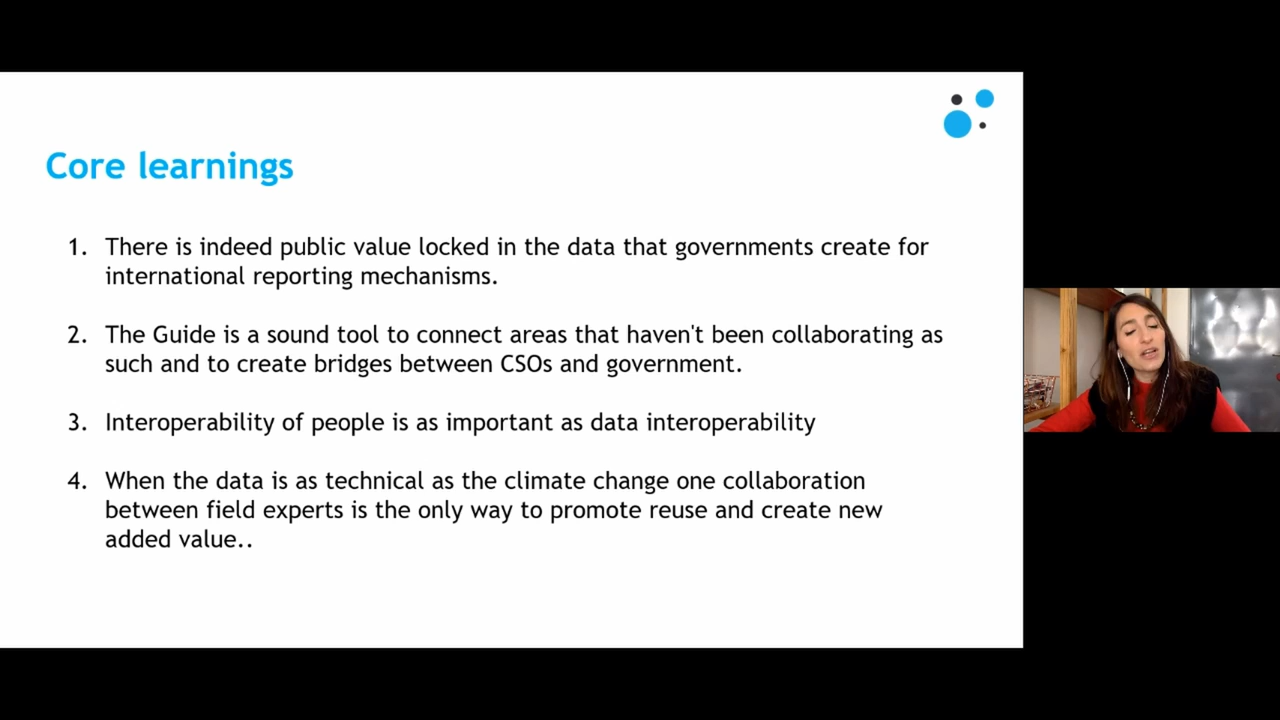 Core learnings
1. There is indeed public value locked in the data that governments create for
international reporting mechanisms.
2. The Guide is a sound tool to connect areas that haven't been collaborating as
such and to create bridges between CSOs and government.
3. Interoperability of people is as important as data interoperability
4. When the data is as technical as the climate change one collaboration
between field experts is the only way to promote reuse and create new
added value..